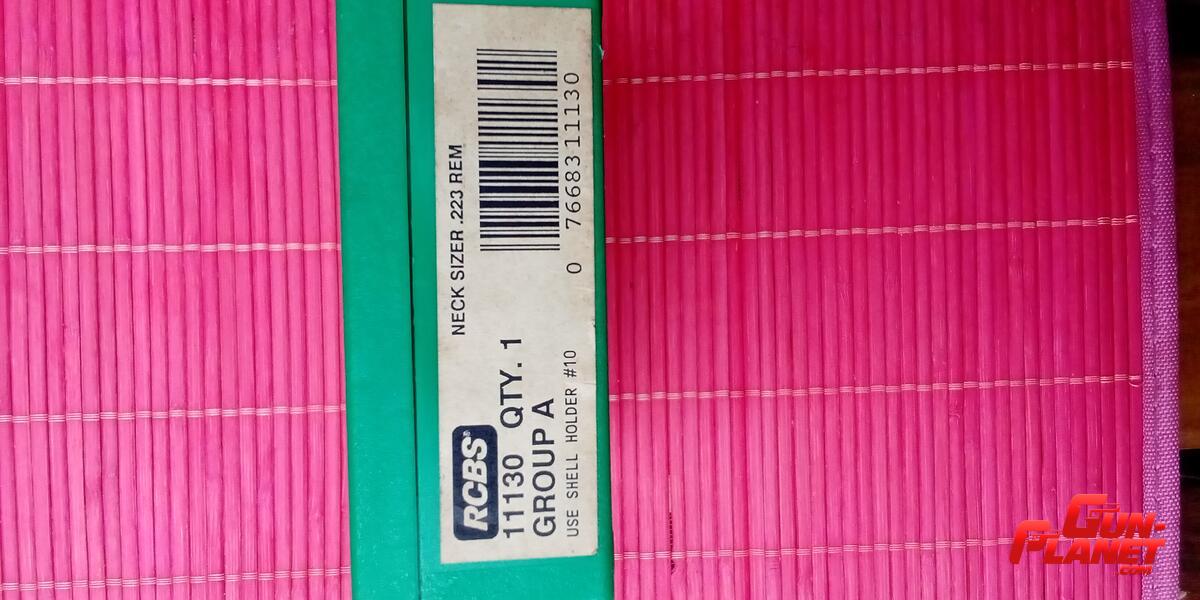 NECK SIZER .223 REM
RCBS®
11130 QTY. 1
GROUP A
USE SHELL HOLDER #10
0 76683 11130
GUN-
PLANET
.COM